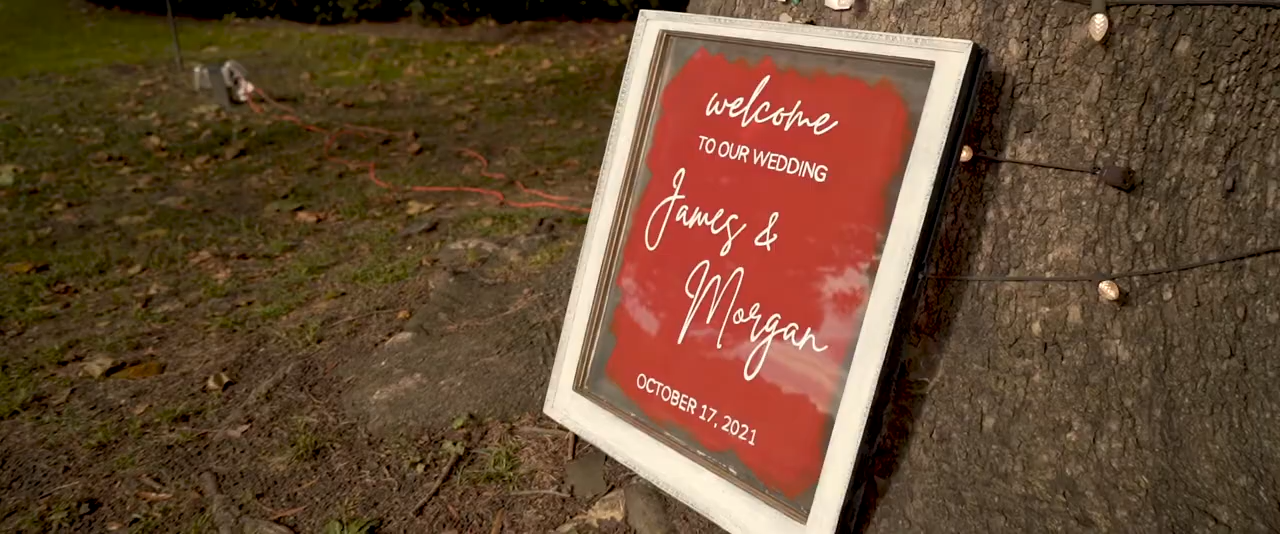 welcome
TO OUR WEDDING
James &
Morgan
OCTOBER 17, 2021